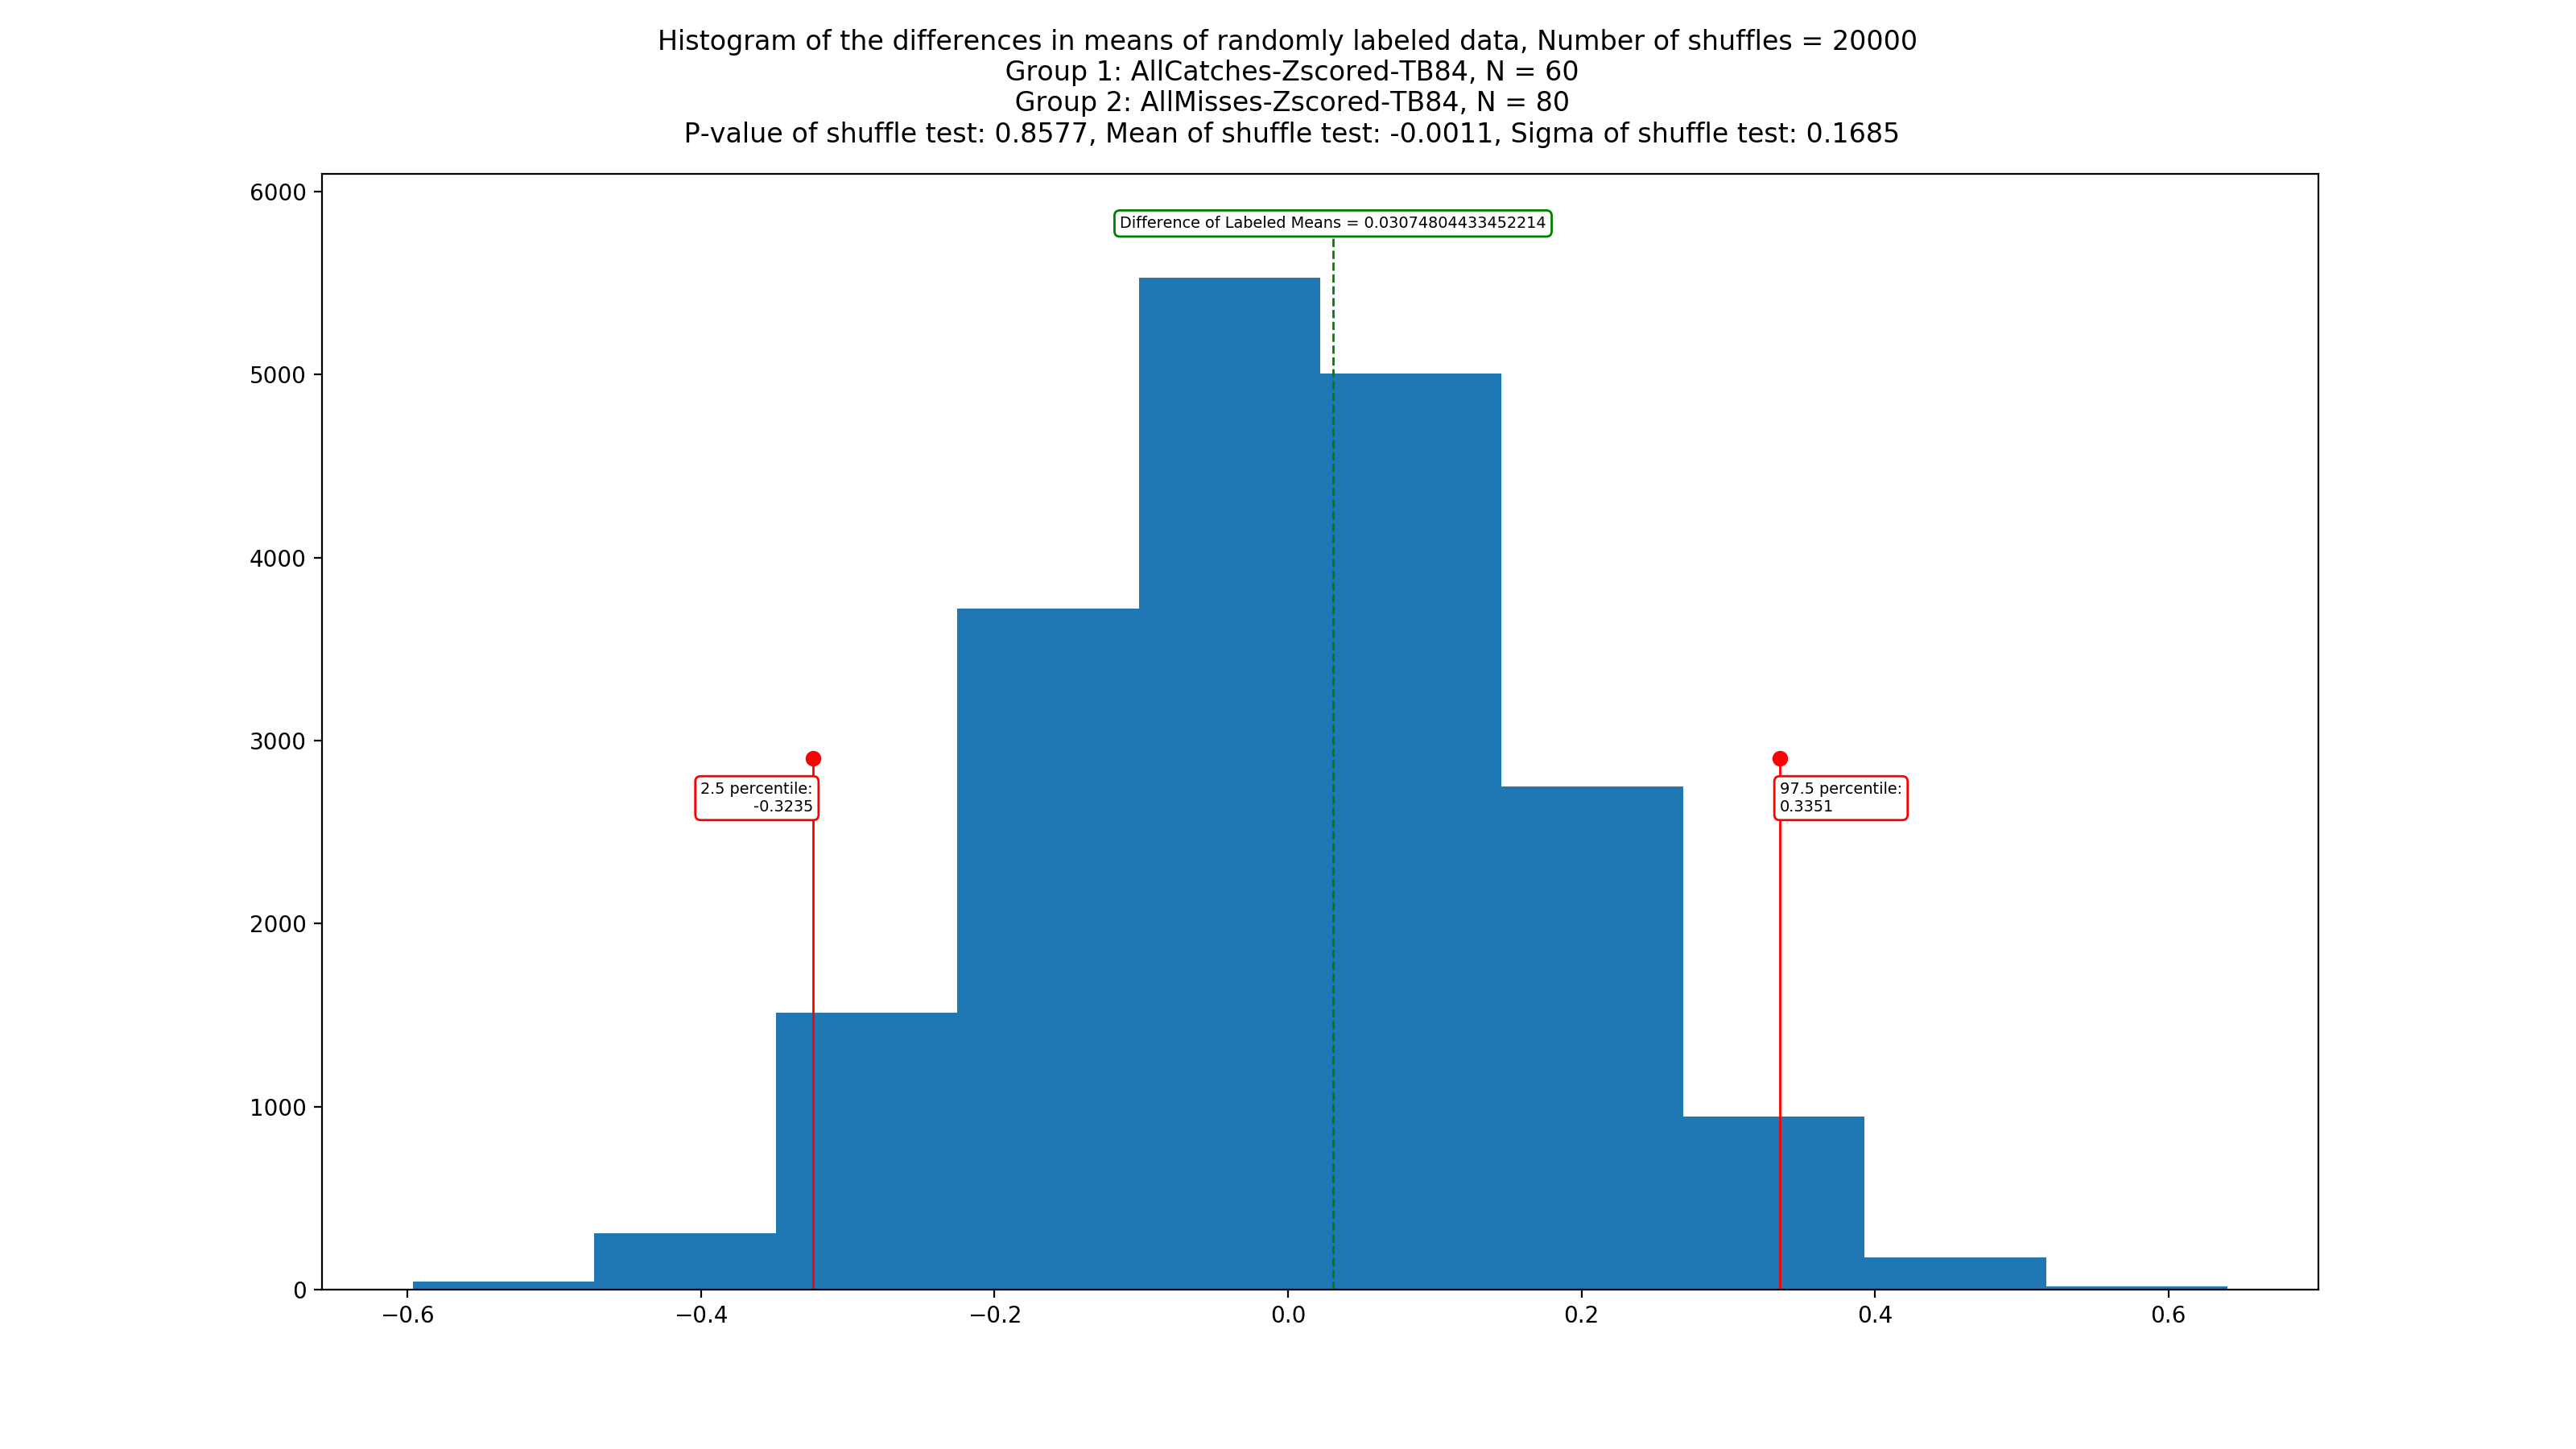 Histogram of the differences in means of randomly labeled data, Number of shuffles = 20000
Group 1: AllCatches-Zscored-TB84, N = 60
Group 2: AllMisses-Zscored-TB84, N = 80
P-value of shuffle test: 0.8577, Mean of shuffle test: -0.0011, Sigma of shuffle test: 0.1685
6000
Difference of Labeled Means = 0.03074804433452214
5000
4000
3000
2.5 percentile:
-0.3235
97.5 percentile:
0.3351
2000
1000
0
−0.6
−0.4
−0.2
0.0
0.2
0.4
0.6